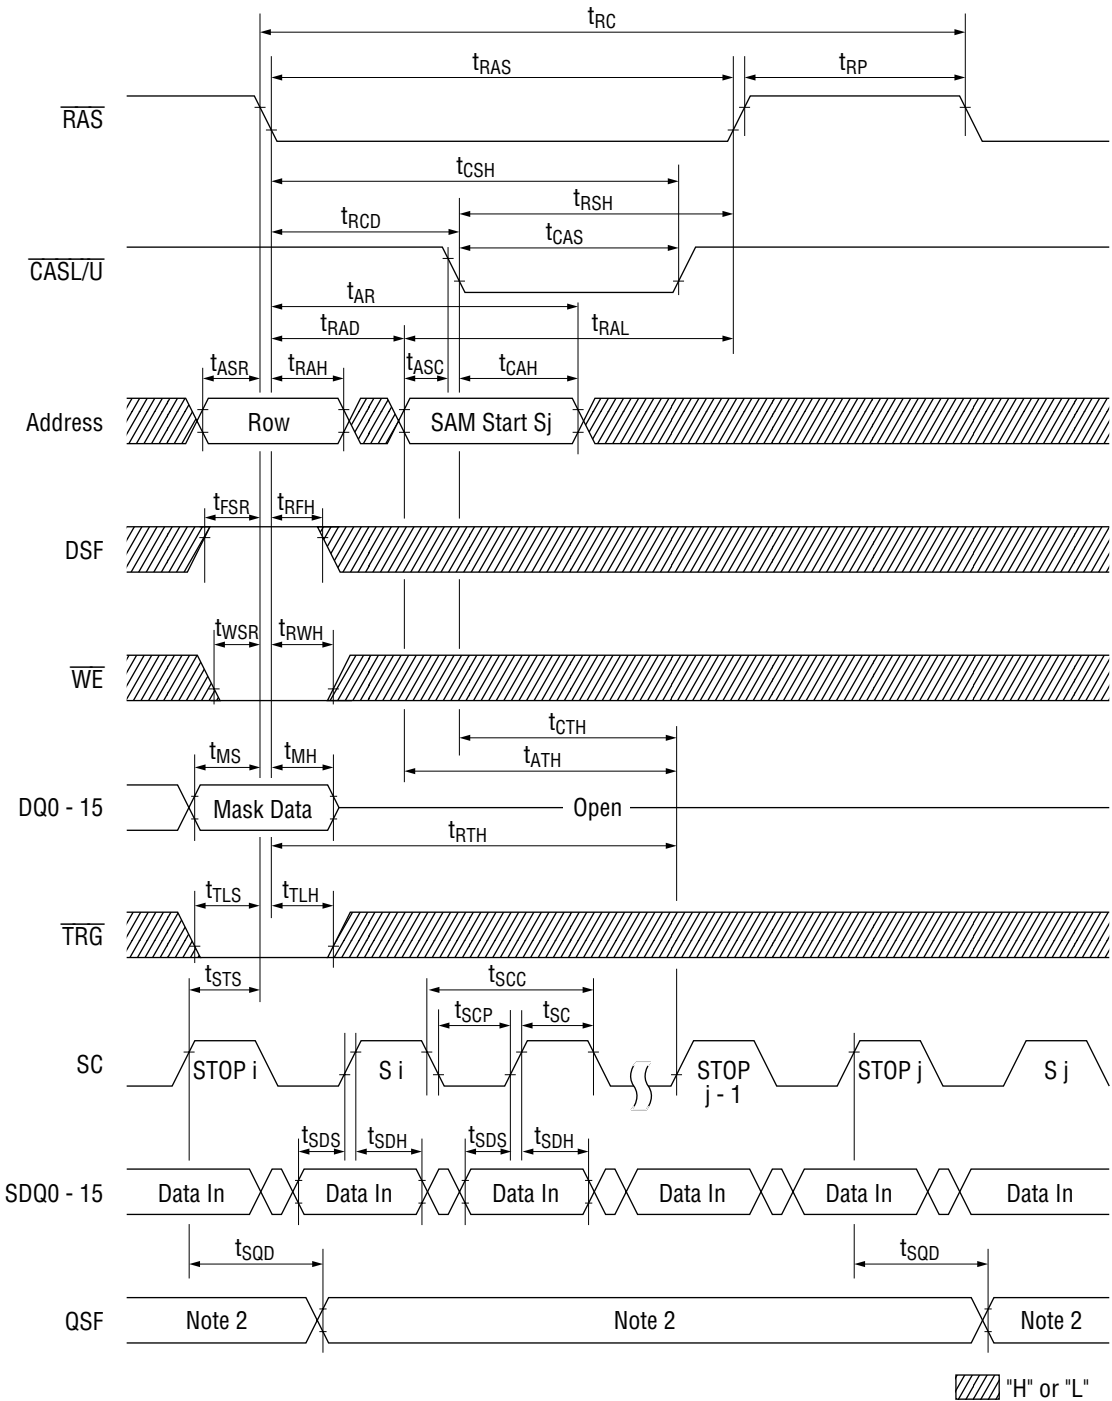 tRC
tRAS
tRP
RAS
tCSH
tRSH
tRCD
tCAS
CASL/U
tAR
tRAD
tRAL
tASR
tRAH
tASC
tCAH
Address
Row
SAM Start Sj
tFSR
tRFH
DSF
tWSR
tRWH
WE
tCTH
tATH
tMS
tMH
DQ0 - 15
Mask Data
Open
tRTH
tTLS
tTLH
TRG
tSTS
tSCC
tSCP
tSC
SC
STOP i
S i
STOP
j - 1
STOP j
S j
tSDS
tSDH
tSDS
tSDH
SDQ0 - 15
Data In
Data In
Data In
Data In
Data In
Data In
tSQD
tSQD
QSF
Note 2
Note 2
Note 2
"H" or "L"